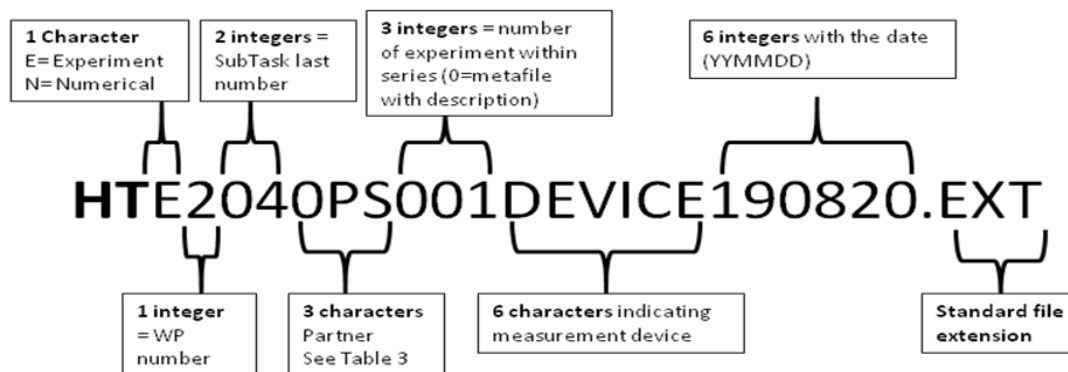 1 Character
E= Experiment
N= Numerical
2 integers =
SubTask last
number
3 integers = number
of experiment within
series (0=metafile
with description)
6 integers with the date
(YYMMDD)
HTE2040PS001DEVICE190820.EXT
1 integer
= WP
number
3 characters
Partner
See Table 3
6 characters indicating
measurement device
Standard file
extension